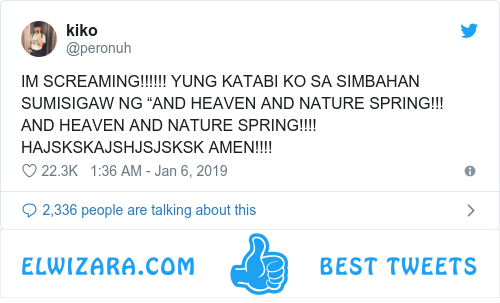 kiko
@peronuh
IM SCREAMING!!!!!! YUNG KATABI KO SA SIMBAHAN
SUMISIGAW NG “AND HEAVEN AND NATURE SPRING!!!
AND HEAVEN AND NATURE SPRING!!!!
HAJSKSKAJSHJSJSKSK AMEN!!!!
22.3K 1:36 AM - Jan 6, 2019
2,336 people are talking about this
ELWIZARA.COM BEST TWEETS